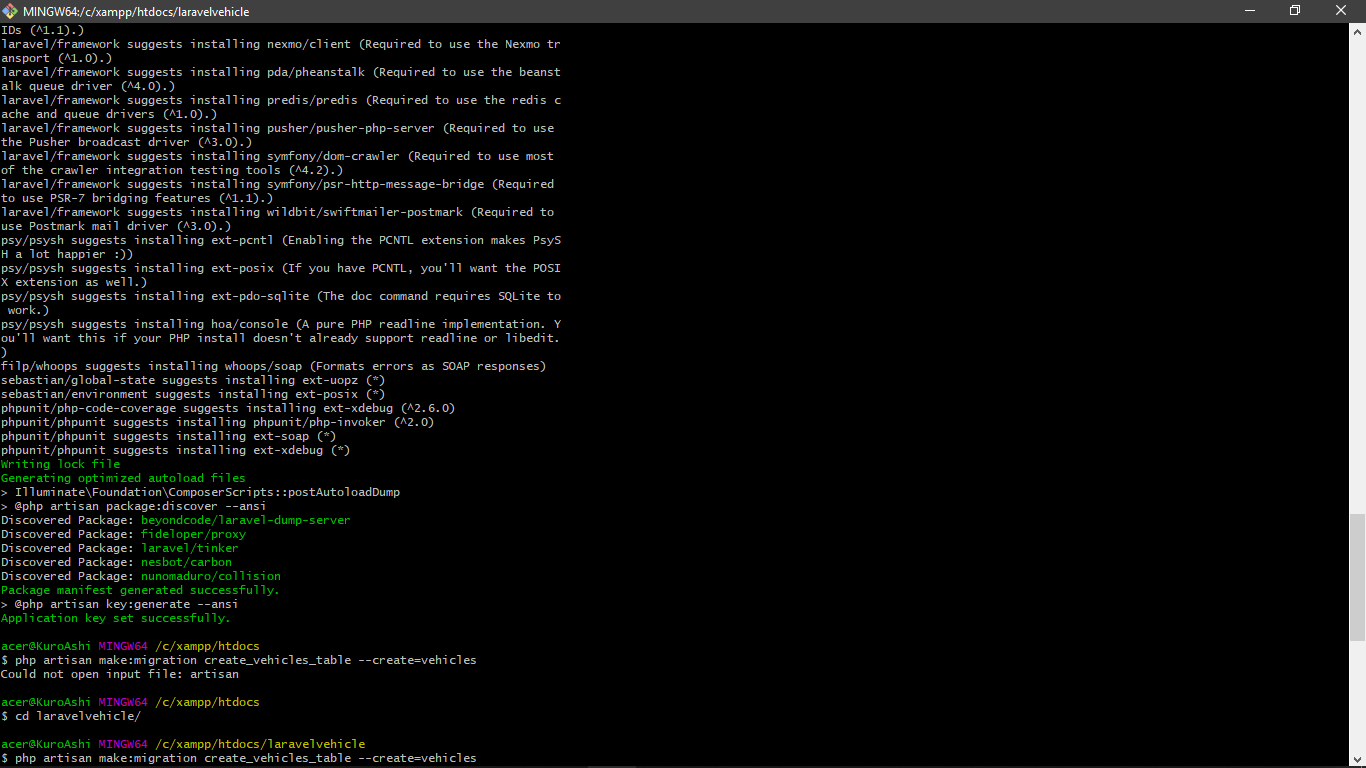 MINGW64:/c/xampp/htdocs/laravelvehicle
IDs (^1.1).)
laravel/framework suggests installing nexmo/client (Required to use the Nexmo tr
ansport (^1.0).)
laravel/framework suggests installing pda/pheanstalk (Required to use the beanst
alk queue driver (^4.0).)
laravel/framework suggests installing predis/predis (Required to use the redis c
ache and queue drivers (^1.0).)
laravel/framework suggests installing pusher/pusher-php-server (Required to use
the Pusher broadcast driver (^3.0).)
laravel/framework suggests installing symfony/dom-crawler (Required to use most
of the crawler integration testing tools (^4.2).)
laravel/framework suggests installing symfony/psr-http-message-bridge (Required
to use PSR-7 bridging features (^1.1).)
laravel/framework suggests installing wildbit/swiftmailer-postmark (Required to
use Postmark mail driver (^3.0).)
psy/psysh suggests installing ext-pcntl (Enabling the PCNTL extension makes PsyS
H a lot happier :))
psy/psysh suggests installing ext-posix (If you have PCNTL, you'll want the POSI
X extension as well.)
psy/psysh suggests installing ext-pdo-sqlite (The doc command requires SQLite to
 work.)
psy/psysh suggests installing hoa/console (A pure PHP readline implementation. Y
ou'll want this if your PHP install doesn't already support readline or libedit.
)
filp/whoops suggests installing whoops/soap (Formats errors as SOAP responses)
sebastian/global-state suggests installing ext-uopz (*)
sebastian/environment suggests installing ext-posix (*)
phpunit/php-code-coverage suggests installing ext-xdebug (^2.6.0)
phpunit/phpunit suggests installing phpunit/php-invoker (^2.0)
phpunit/phpunit suggests installing ext-soap (*)
phpunit/phpunit suggests installing ext-xdebug (*)
Writing lock file
Generating optimized autoload files
> Illuminate\Foundation\ComposerScripts::postAutoloadDump
> @php artisan package:discover --ansi
Discovered Package: beyondcode/laravel-dump-server
Discovered Package: fideloper/proxy
Discovered Package: laravel/tinker
Discovered Package: nesbot/carbon
Discovered Package: nunomaduro/collision
Package manifest generated successfully.
> @php artisan key:generate --ansi
Application key set successfully.
acer@KuroAshi MINGW64 /c/xampp/htdocs
$ php artisan make:migration create_vehicles_table --create=vehicles
Could not open input file: artisan
acer@KuroAshi MINGW64 /c/xampp/htdocs
$ cd laravelvehicle/
acer@KuroAshi MINGW64 /c/xampp/htdocs/laravelvehicle
$ php artisan make:migration create_vehicles_table --create=vehicles